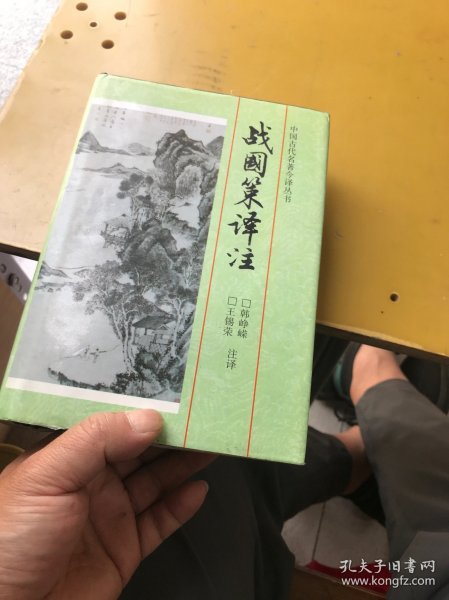 中国古代名著今译丛书
战國策译注
□韩峥嵘
□王锡荣 注译
孔夫子旧书网
www.kongfz.com